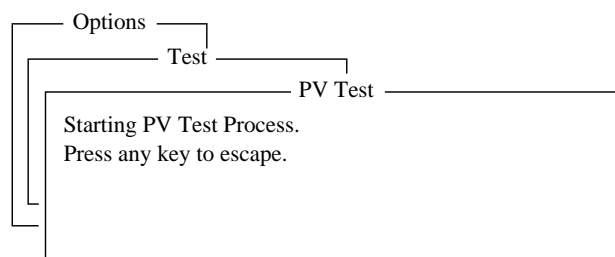 Options
Test
PV Test
Starting PV Test Process.
Press any key to escape.